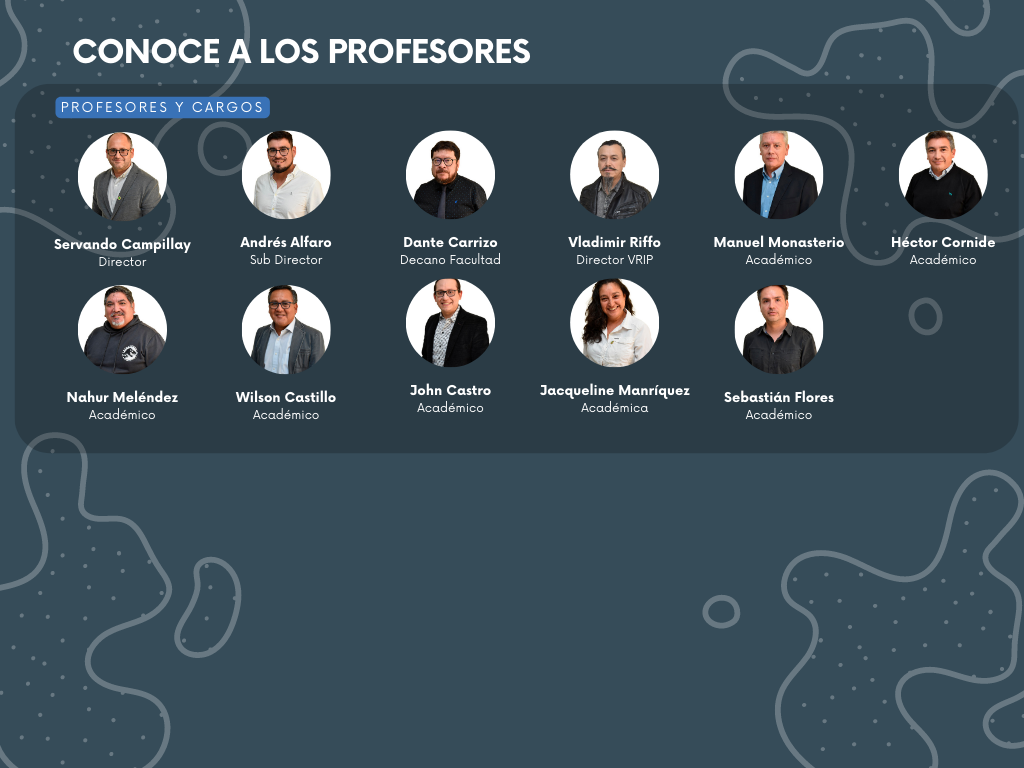 CONOCE A LOS PROFESORES
PROFESORES Y CARGOS
Servando Campillay
Director
Andrés Alfaro
Sub Director
Dante Carrizo
Decano Facultad
Vladimir Riffo
Director VRIP
Manuel Monasterio
Académico
Héctor Cornide
Académico
Nahur Meléndez
Académico
Wilson Castillo
Académico
John Castro
Académico
Jacqueline Manríquez
Académica
Sebastián Flores
Académico